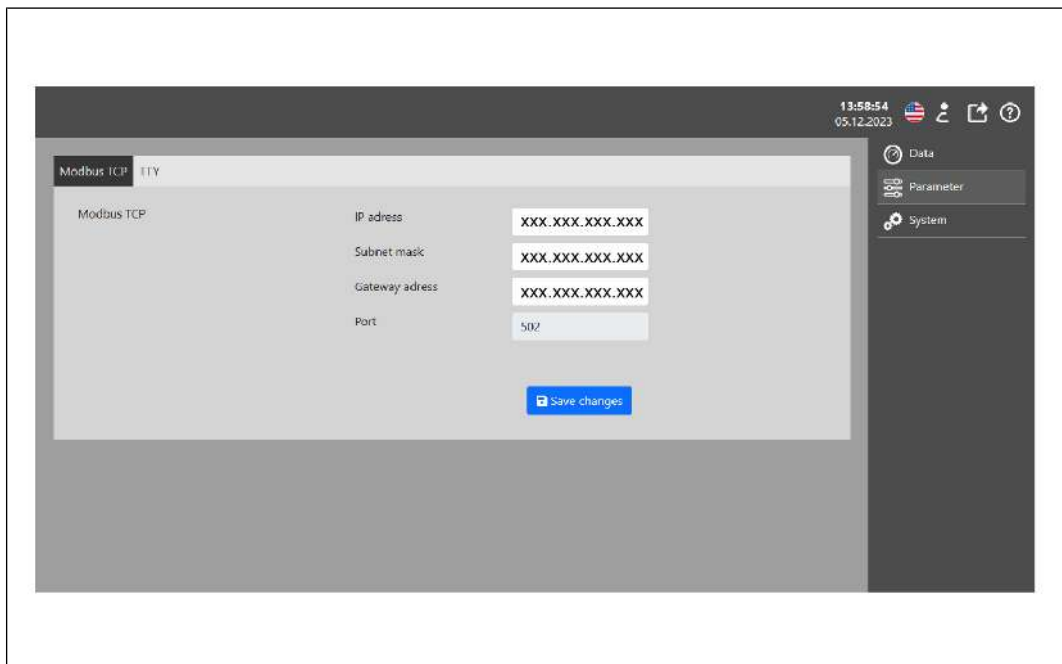 13:58:54
05.12.2023
Data
Parameter
System
Modbus TCP TTY
Modbus TCP
IP adress XXX.XXX.XXX.XXX
Subnet mask XXX.XXX.XXX.XXX
Gateway adress XXX.XXX.XXX.XXX
Port 502
Save changes